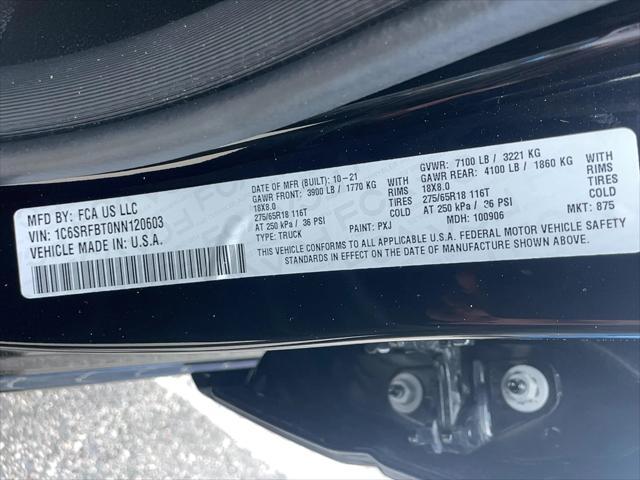 MFD BY: FCA US LLC
VIN: 1C6SRFBT0NN120603
VEHICLE MADE IN U.S.A.
DATE OF MFR (BUILT): 10-21
GAWR FRONT: 3900 LB / 1770 KG WITH
18X8.0 RIMS
275/65R18 116T TIRES
AT 250 kPa / 36 PSI COLD
TYPE: TRUCK PAINT: PXJ
GVWR: 7100 LB / 3221 KG
GAWR REAR: 4100 LB / 1860 KG WITH
18X8.0 RIMS
275/65R18 116T TIRES
AT 250 kPa / 36 PSI COLD
MDH: 100906 MKT: 875
THIS VEHICLE CONFORMS TO ALL APPLICABLE U.S.A. FEDERAL MOTOR VEHICLE SAFETY
STANDARDS IN EFFECT ON THE DATE OF MANUFACTURE SHOWN ABOVE.